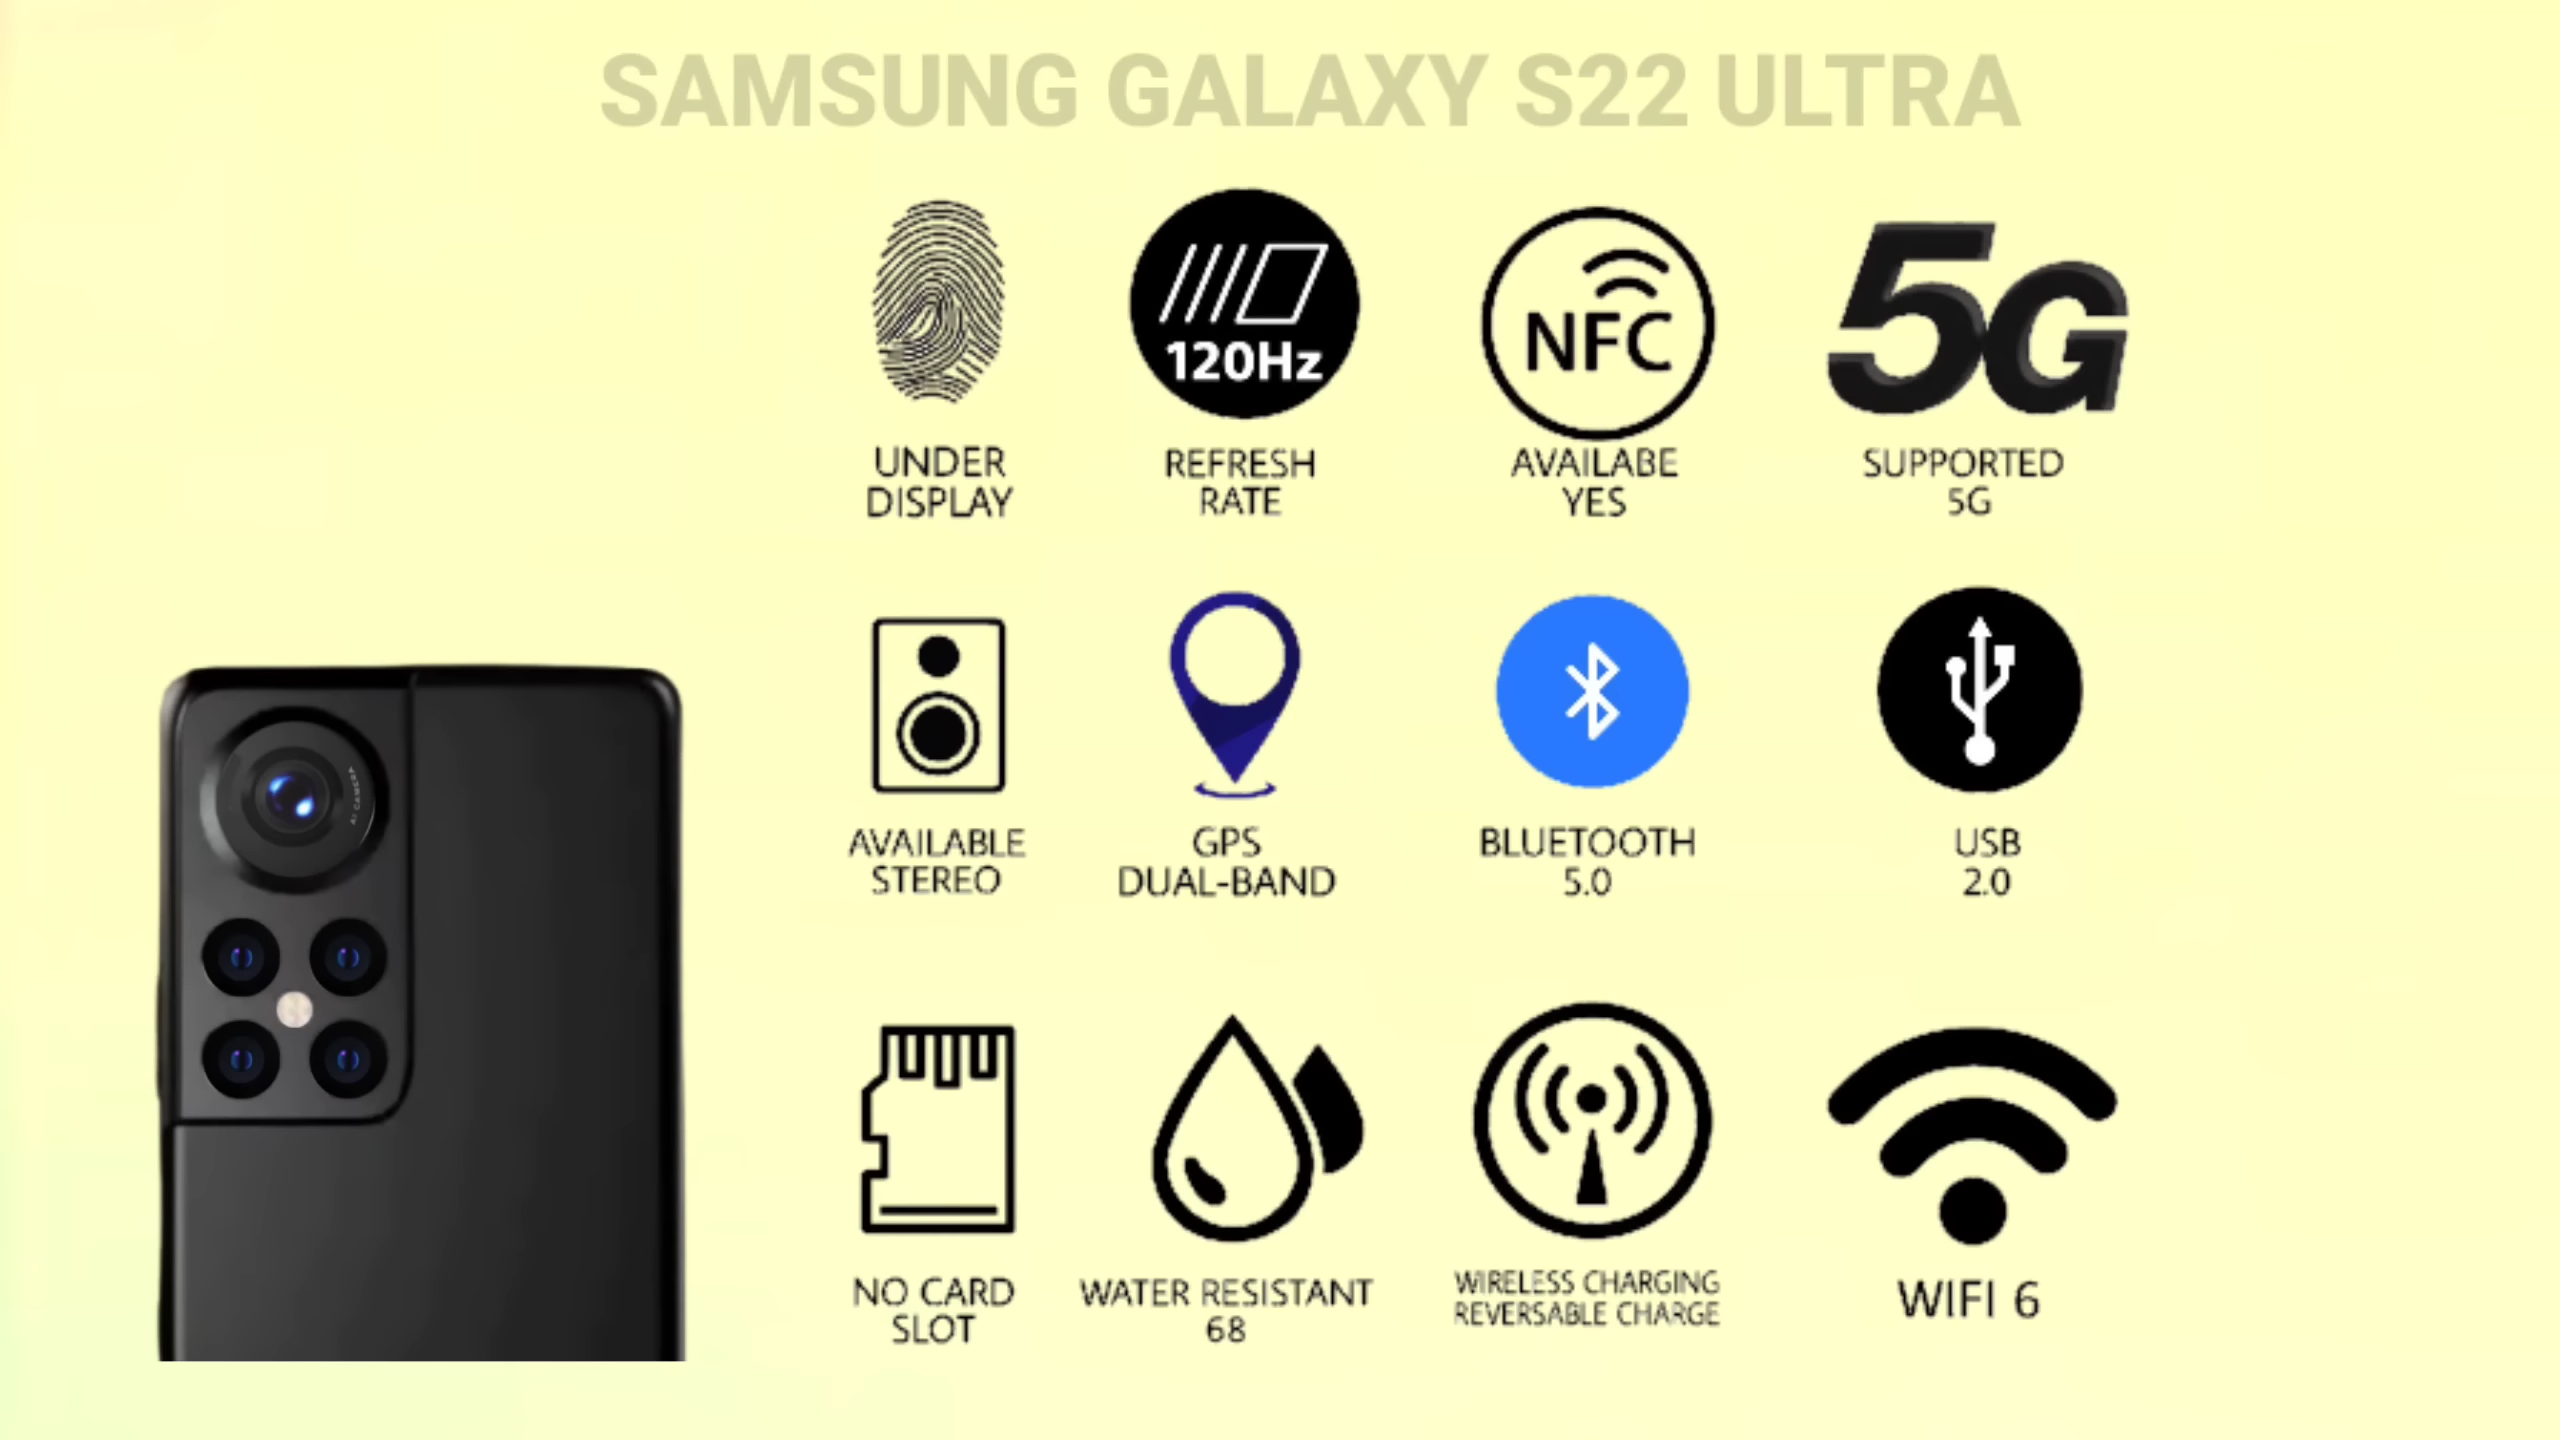 SAMSUNG GALAXY S22 ULTRA
120Hz
NFC
5G
UNDER
DISPLAY
REFRESH
RATE
AVAILABE
YES
SUPPORTED
5G
AVAILABLE
STEREO
GPS
DUAL-BAND
BLUETOOTH
5.0
USB
2.0
AI CAMERA
NO CARD
SLOT
WATER RESISTANT
68
WIRELESS CHARGING
REVERSABLE CHARGE
WIFI 6